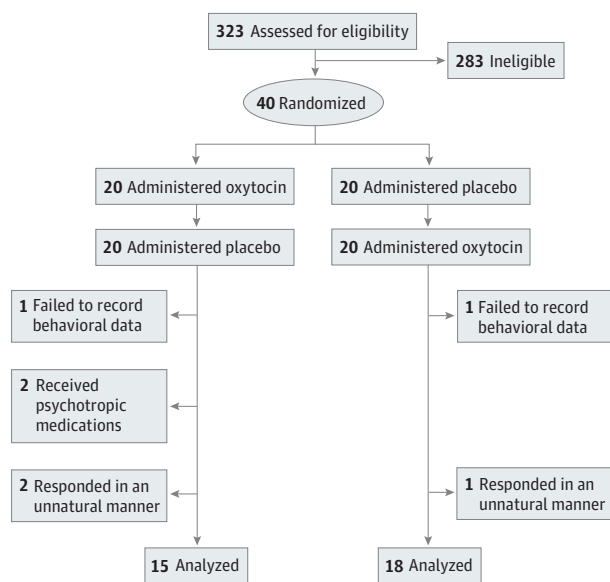 323 Assessed for eligibility
283 Ineligible
40 Randomized
20 Administered oxytocin
20 Administered placebo
20 Administered placebo
20 Administered oxytocin
1 Failed to record
behavioral data
1 Failed to record
behavioral data
2 Received
psychotropic
medications
2 Responded in an
unnatural manner
1 Responded in an
unnatural manner
15 Analyzed
18 Analyzed